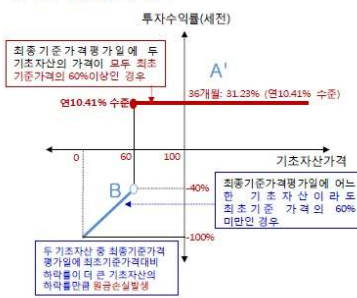 투자수익률(세전)
최종기준가격평가일에 두
기초자산의 가격이 모두 최초
기준가격의 60%이상인 경우
A'
36개월: 31.23% (연10.41% 수준)
연10.41% 수준
0
60
100
기초자산가격
B
-40%
-100%
최종기준가격평가일에 어느
한 기초자산이라도
최초기준 가격의 60%
미만인 경우
두 기초자산 중 최종기준가격
평가일에 최초기준가격대비
하락률이 더 큰 기초자산의
하락률만큼 원금손실발생